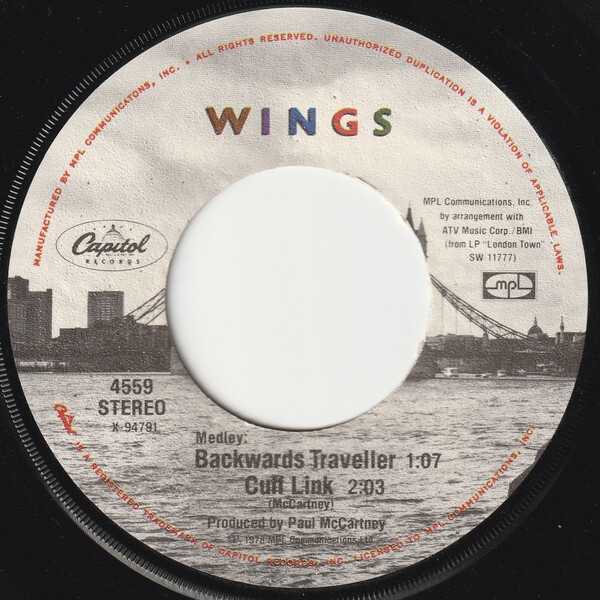 MANUFACTURED BY MPL COMMUNICATONS, INC. • ALL RIGHTS RESERVED. UNAUTHORIZED DUPLICATION IS A VIOLATION OF APPLICABLE LAWS.
WINGS
Capitol
RECORDS
MPL Communications, Inc.
by arrangement with
ATV Music Corp./BMI
(from LP "London Town"
SW 11777)
mpl
4559
STEREO
X-94791
Medley:
Backwards Traveller 1:07
Cuff Link 2:03
(McCartney)
Produced by Paul McCartney
℗ 1978 MPL Communications Ltd.
IS A REGISTERED TRADEMARK OF CAPITOL RECORDS, INC. LICENSED TO MPL COMMUNICATIONS, INC.